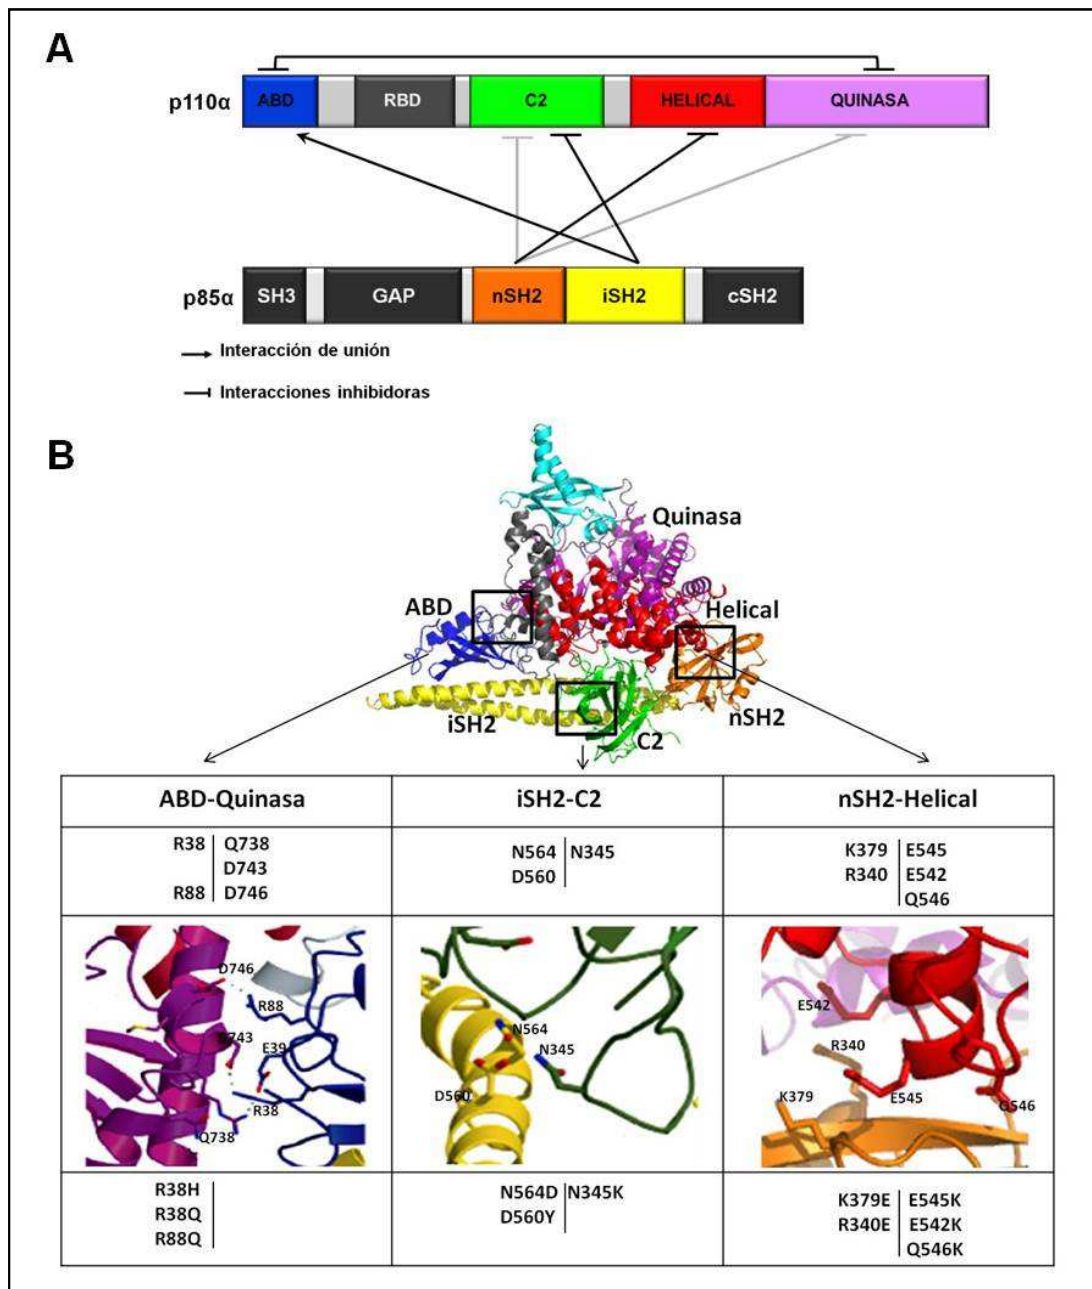 A
p110α
ABD
RBD
C2
HELICAL
QUINASA
p85α
SH3
GAP
nSH2
iSH2
cSH2
Interacción de unión
Interacciones inhibidoras
B
Quinasa
ABD
Helical
iSH2
C2
nSH2
ABD-Quinasa
iSH2-C2
nSH2-Helical
R38 Q738
D743
R88 D746
N564 N345
D560
K379 E545
R340 E542
Q546
D746
R88
E39
R38
Q738
N564
N345
D560
E542
R340
K379
E545
Q546
R38H
R38Q
R88Q
N564D N345K
D560Y
K379E E545K
R340E E542K
Q546K